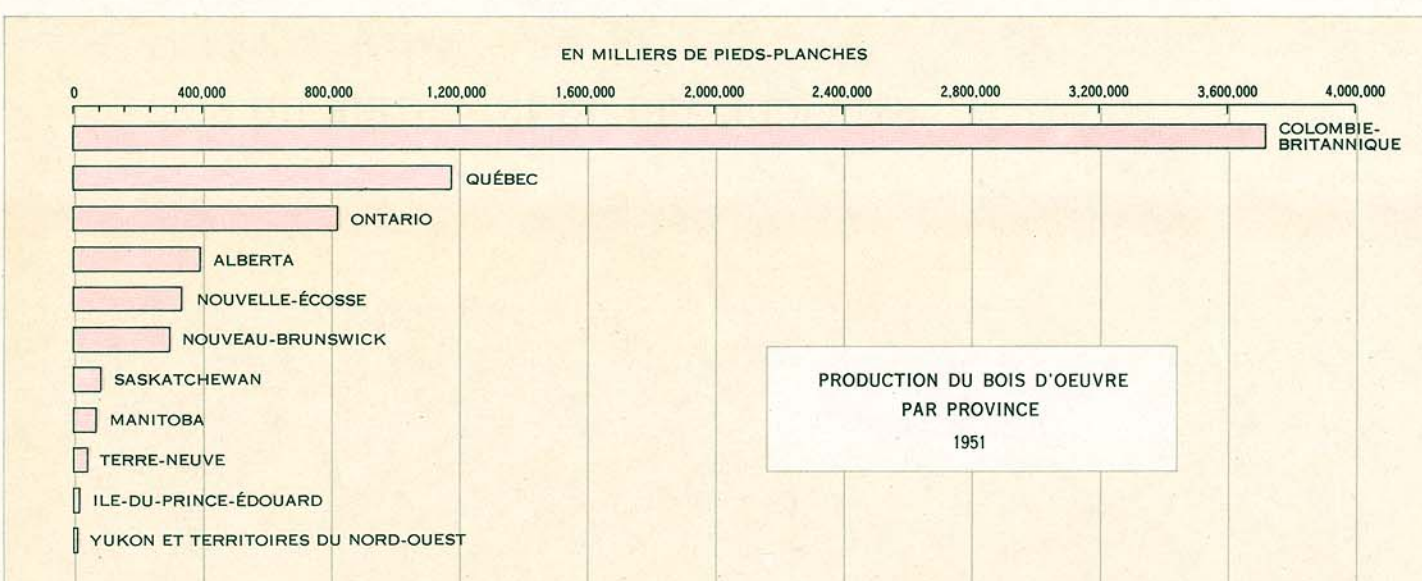 EN MILLIERS DE PIEDS-PLANCHES
0 400,000 800,000 1,200,000 1,600,000 2,000,000 2,400,000 2,800,000 3,200,000 3,600,000 4,000,000
COLOMBIE-
BRITANNIQUE
QUÉBEC
ONTARIO
ALBERTA
NOUVELLE-ÉCOSSE
NOUVEAU-BRUNSWICK
SASKATCHEWAN
MANITOBA
TERRE-NEUVE
ILE-DU-PRINCE-ÉDOUARD
YUKON ET TERRITOIRES DU NORD-OUEST
PRODUCTION DU BOIS D'OEUVRE
PAR PROVINCE
1951